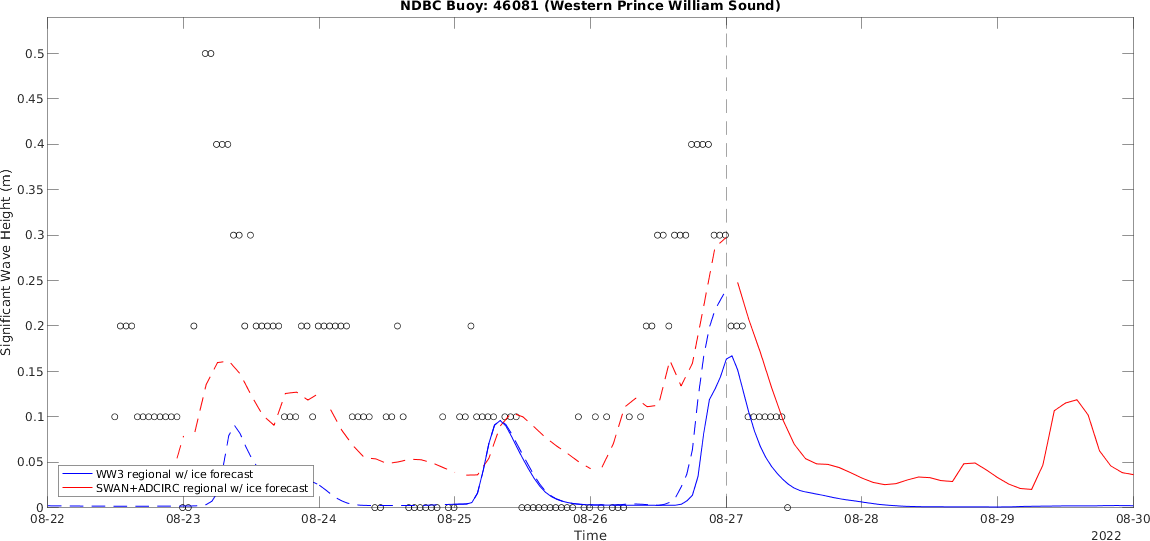 NDBC Buoy: 46081 (Western Prince William Sound)
Significant Wave Height (m)
0.5
0.45
0.4
0.35
0.3
0.25
0.2
0.15
0.1
0.05
0
WW3 regional w/ ice forecast
SWAN+ADCIRC regional w/ ice forecast
08-22 08-23 08-24 08-25 08-26 08-27 08-28 08-29 08-30
Time
2022